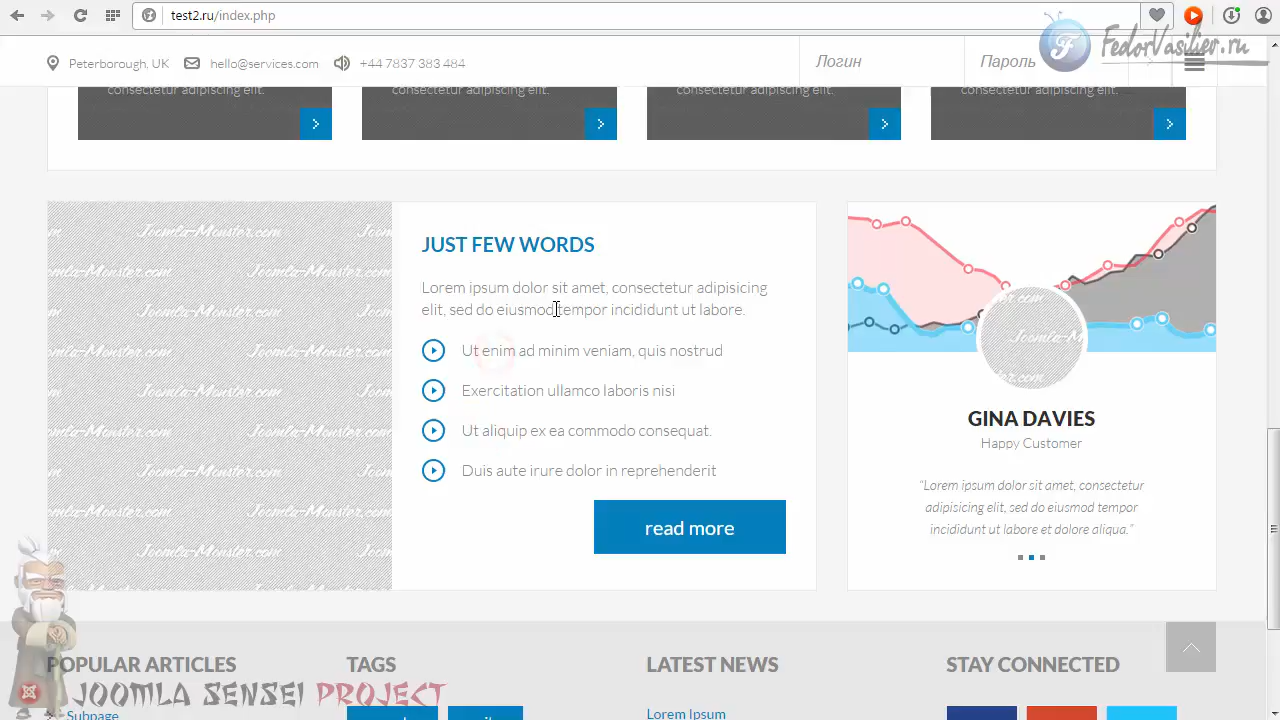 test2.ru/index.php
FedorVasiliev.ru
Peterborough, UK hello@services.com +44 7837 383 484 Логин Пароль
consectetur adipiscing elit. consectetur adipiscing elit. consectetur adipiscing elit. consectetur adipiscing elit.
Joomla-Monster.com
JUST FEW WORDS
Lorem ipsum dolor sit amet, consectetur adipisicing
elit, sed do eiusmod tempor incididunt ut labore.
Ut enim ad minim veniam, quis nostrud
Exercitation ullamco laboris nisi
Ut aliquip ex ea commodo consequat.
Duis aute irure dolor in reprehenderit
read more
GINA DAVIES
Happy Customer
“Lorem ipsum dolor sit amet, consectetur
adipisicing elit, sed do eiusmod tempor
incididunt ut labore et dolore aliqua.”
POPULAR ARTICLES TAGS LATEST NEWS STAY CONNECTED
JOOMLA SENSEI PROJECT
Subpage Lorem Ipsum